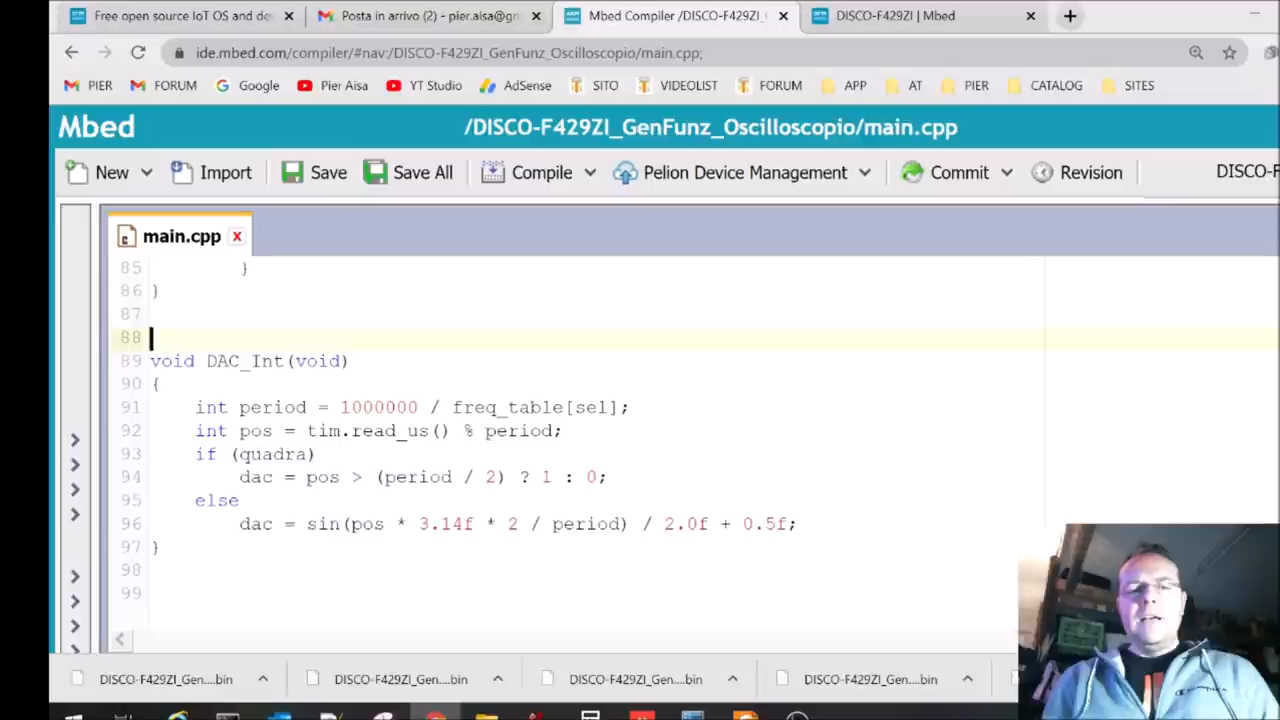 Free open source IoT OS and de
Posta in arrivo (2) - pier.aisa@gm
Mbed Compiler /DISCO-F429ZI_
DISCO-F429ZI | Mbed
ide.mbed.com/compiler/#nav:/DISCO-F429ZI_GenFunz_Oscilloscopio/main.cpp;
PIER FORUM Google Pier Aisa YT Studio AdSense SITO VIDEOLIST FORUM APP AT PIER CATALOG SITES
Mbed /DISCO-F429ZI_GenFunz_Oscilloscopio/main.cpp
New Import Save Save All Compile Pelion Device Management Commit Revision DISCO-F
main.cpp x
85 }
86 }
87
88
89 void DAC_Int(void)
90 {
91 int period = 1000000 / freq_table[sel];
92 int pos = tim.read_us() % period;
93 if (quadra)
94 dac = pos > (period / 2) ? 1 : 0;
95 else
96 dac = sin(pos * 3.14f * 2 / period) / 2.0f + 0.5f;
97 }
98
99
DISCO-F429ZI_Gen....bin DISCO-F429ZI_Gen....bin DISCO-F429ZI_Gen....bin DISCO-F429ZI_Gen....bin